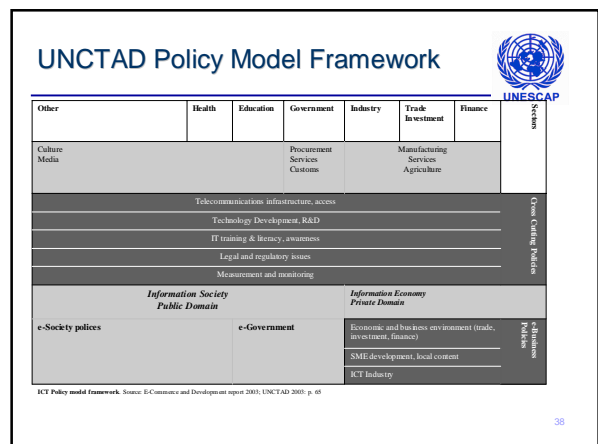 UNCTAD Policy Model Framework
UNESCAP
Other Health Education Government Industry Trade Investment Finance Sectors
Culture
Media
Procurement
Services
Customs
Manufacturing
Services
Agriculture
Telecommunications infrastructure, access
Technology Development, R&D
IT training & literacy, awareness
Legal and regulatory issues
Measurement and monitoring
Cross Cutting Policies
Information Society
Public Domain
Information Economy
Private Domain
e-Society polices
e-Government
Economic and business environment (trade,
investment, finance)
SME development, local content
ICT Industry
e-Business
Policies
ICT Policy model framework. Source: E-Commerce and Development report 2003; UNCTAD 2003: p. 65
38